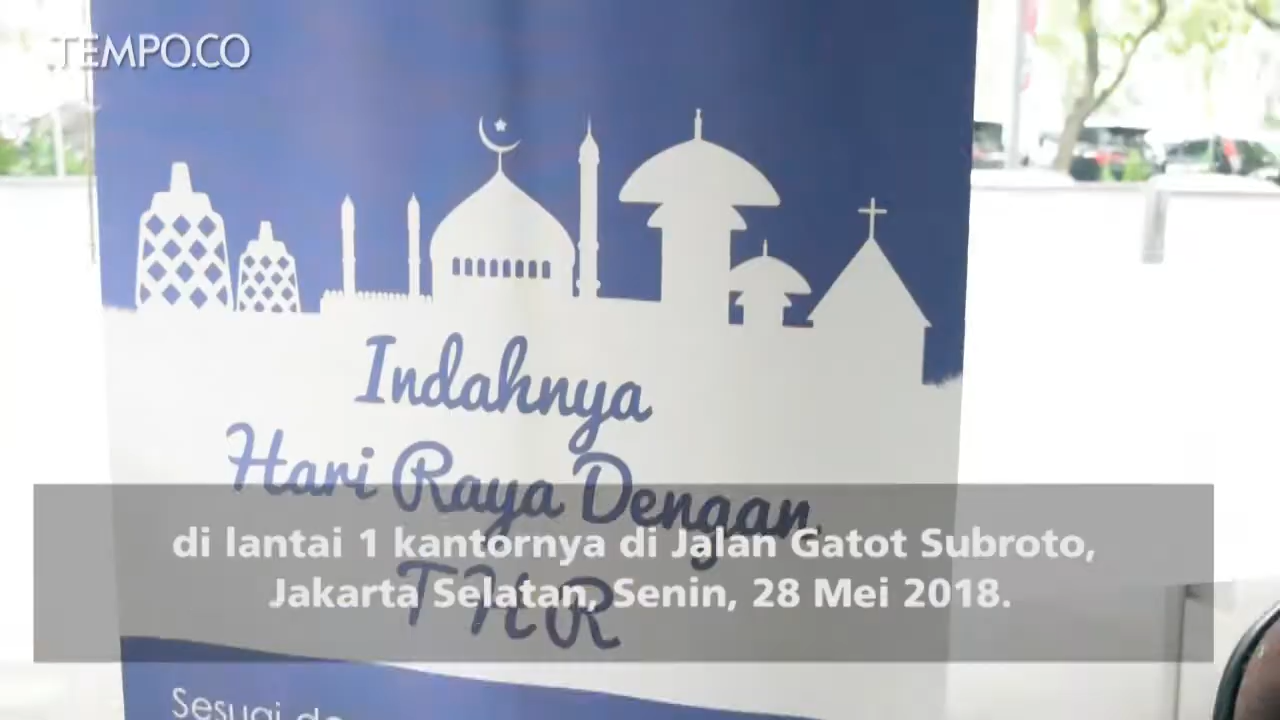 TEMPO.CO
Indahnya
Hari Raya Dengan
THR
di lantai 1 kantornya di Jalan Gatot Subroto,
Jakarta Selatan, Senin, 28 Mei 2018.
Sesuai